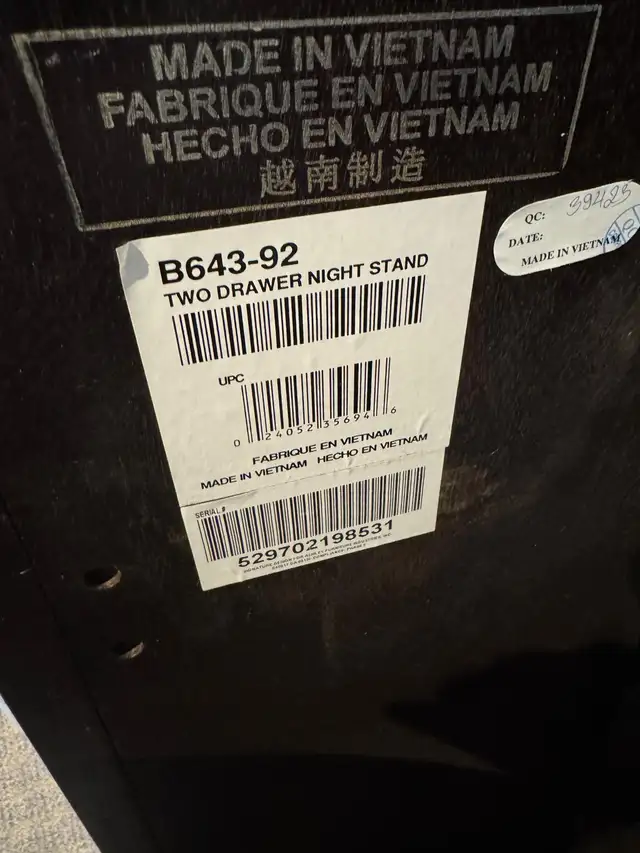 MADE IN VIETNAM
FABRIQUE EN VIETNAM
HECHO EN VIETNAM
越南制造
QC: 39423
DATE:
MADE IN VIETNAM
B643-92
TWO DRAWER NIGHT STAND
UPC
0 24052 35694 6
FABRIQUE EN VIETNAM
MADE IN VIETNAM HECHO EN VIETNAM
SERIAL#
529702198531